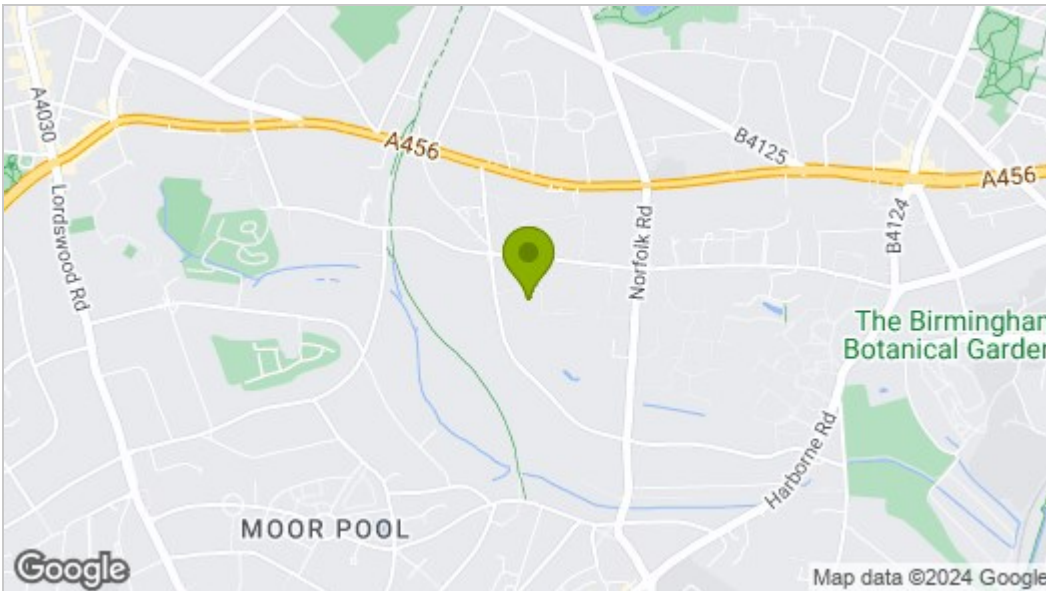 A4030
A456
B4125
A456
Lordswood Rd
Norfolk Rd
B4124
The Birminghan
Botanical Garden
Harborne Rd
MOOR POOL
Google
Map data ©2024 Google